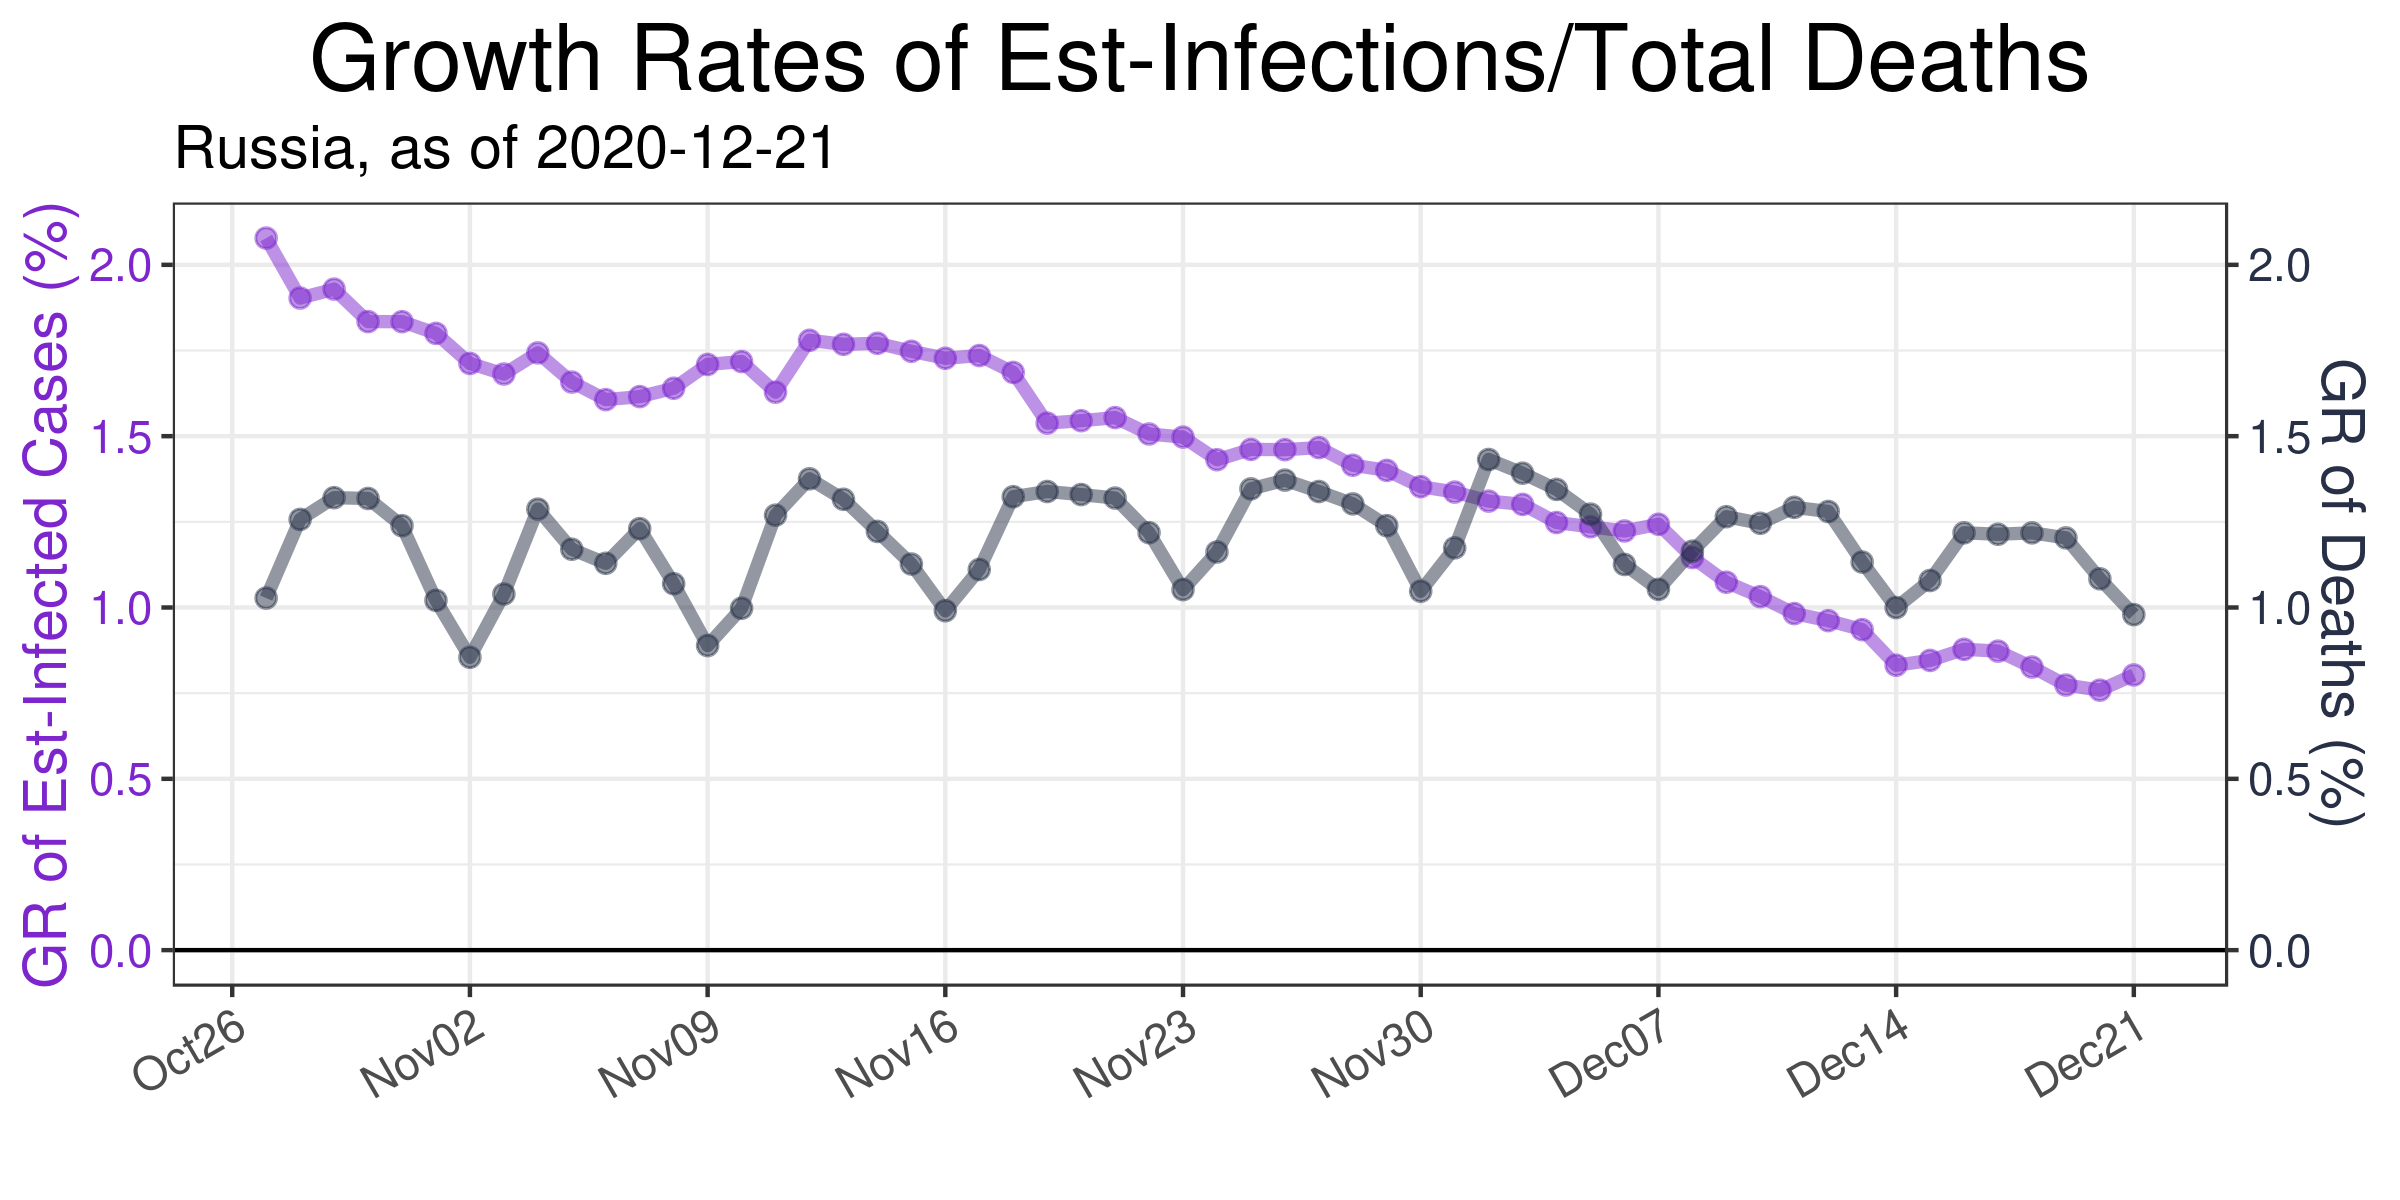 Growth Rates of Est-Infections/Total Deaths
Russia, as of 2020-12-21
GR of Est-Infected Cases (%)
2.0
1.5
1.0
0.5
0.0
2.0
1.5
1.0
0.5
0.0
GR of Deaths (%)
Oct26
Nov02
Nov09
Nov16
Nov23
Nov30
Dec07
Dec14
Dec21